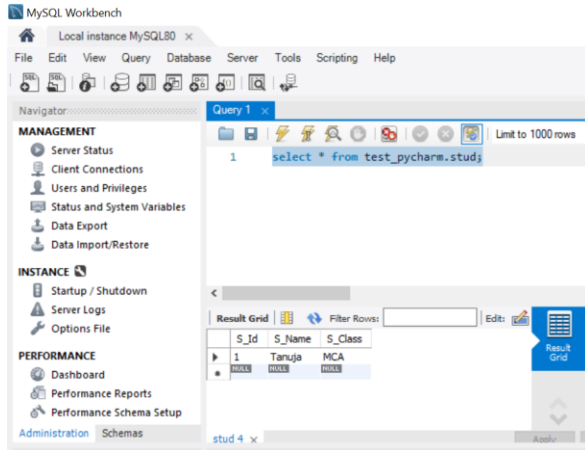 MySQL Workbench
Local instance MySQL80
File Edit View Query Database Server Tools Scripting Help
Navigator
Query 1
MANAGEMENT
Server Status
Client Connections
Users and Privileges
Status and System Variables
Data Export
Data Import/Restore
INSTANCE
Startup / Shutdown
Server Logs
Options File
PERFORMANCE
Dashboard
Performance Reports
Performance Schema Setup
Administration Schemas
Limit to 1000 rows
1 select * from test_pycharm.stud;
Result Grid Filter Rows: Edit:
S_Id S_Name S_Class
1 Tanuja MCA
NULL NULL NULL
Result
Grid
stud 4
Apply